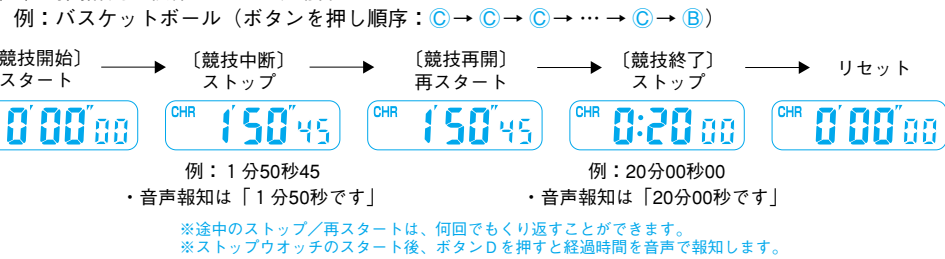 例：バスケットボール（ボタンを押し順序：Ⓒ→Ⓒ→Ⓒ→…→Ⓒ→Ⓑ）
競技開始〕 〔競技中断〕 〔競技再開〕 〔競技終了〕
スタート ストップ 再スタート ストップ リセット
0'00"00 CHR 1'50"45 CHR 1'50"45 CHR 0:20 00 CHR 0'00"00
例：1分50秒45 例：20分00秒00
・音声報知は「1分50秒です」 ・音声報知は「20分00秒です」
※途中のストップ／再スタートは、何回でもくり返すことができます。
※ストップウオッチのスタート後、ボタンDを押すと経過時間を音声で報知します。